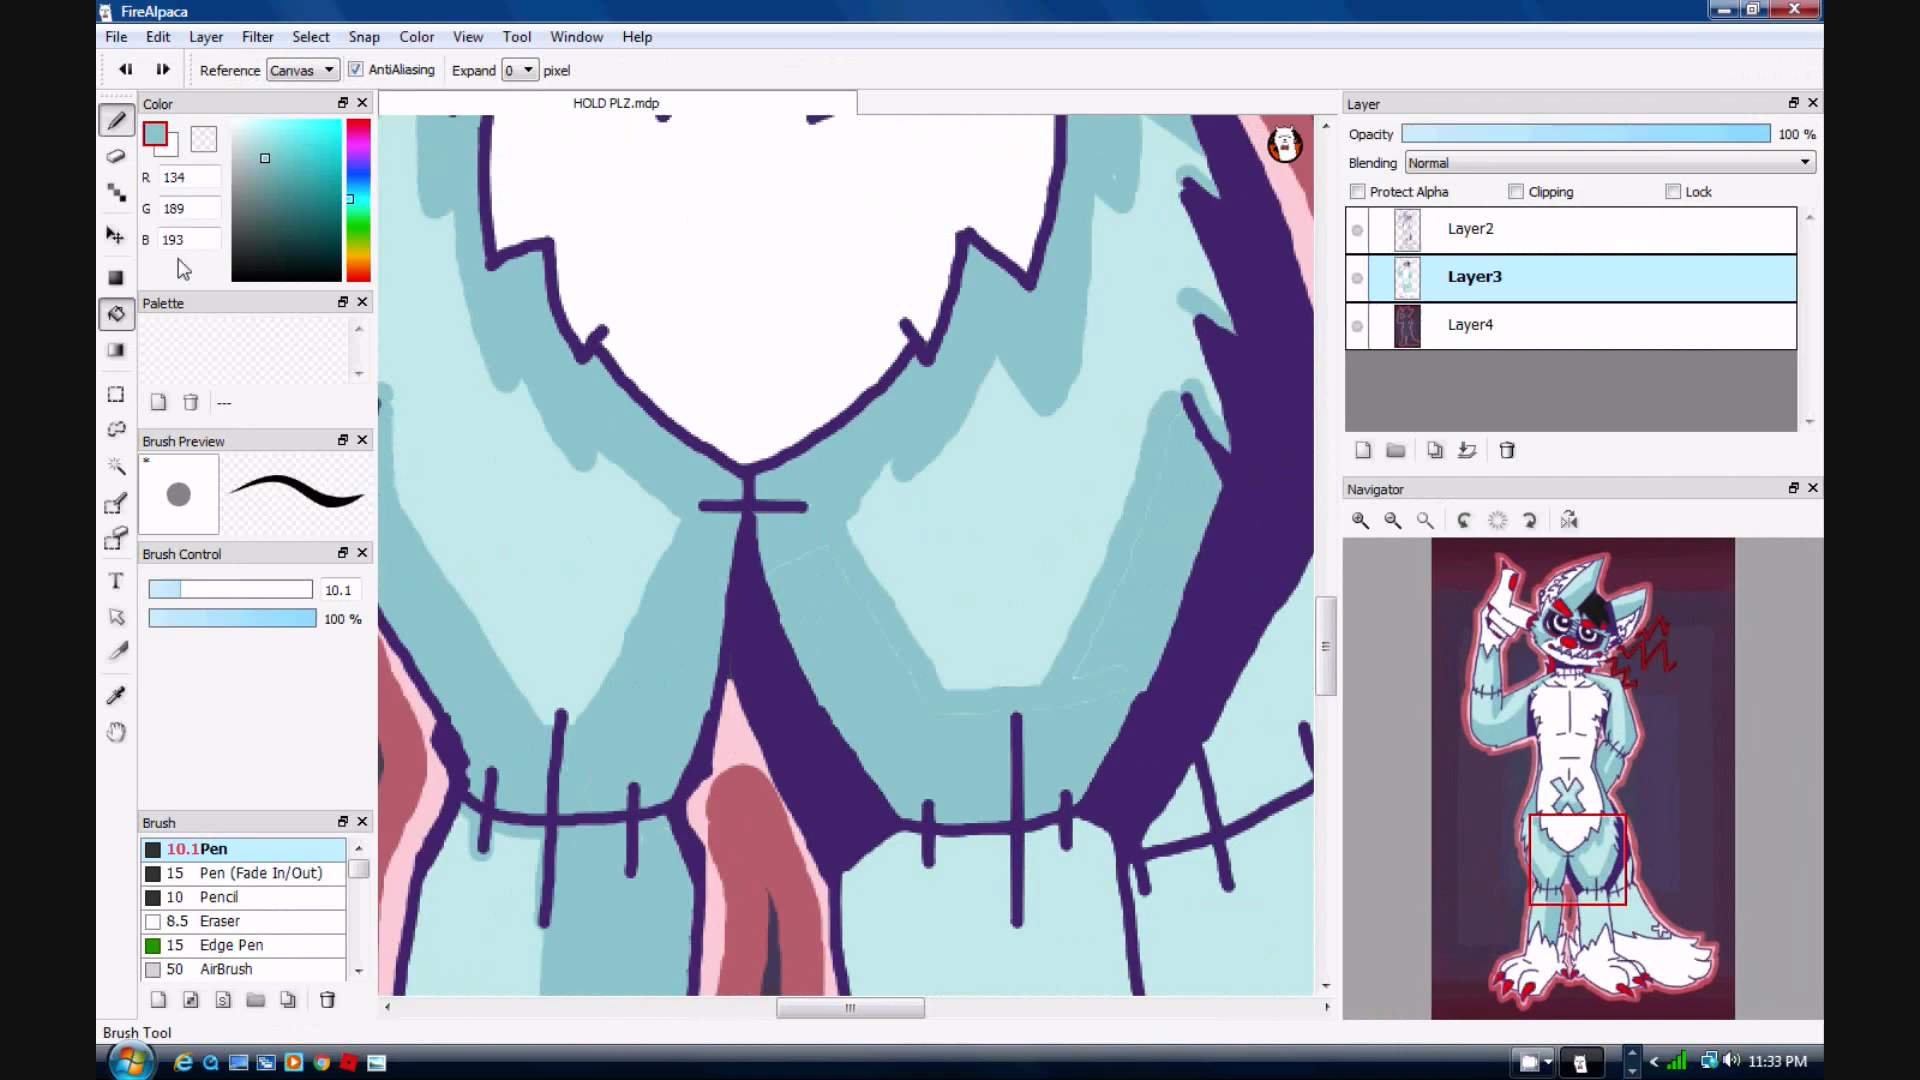 FireAlpaca
File Edit Layer Filter Select Snap Color View Tool Window Help
Reference Canvas AntiAliasing Expand 0 pixel
Color
HOLD PLZ.mdp
Layer
R 134
G 189
B 193
Opacity 100 %
Blending Normal
Protect Alpha Clipping Lock
Layer2
Layer3
Layer4
Palette
---
Brush Preview
*
Navigator
Brush Control
10.1
100 %
Brush
10.1 Pen
15 Pen (Fade In/Out)
10 Pencil
8.5 Eraser
15 Edge Pen
50 AirBrush
Brush Tool
11:33 PM